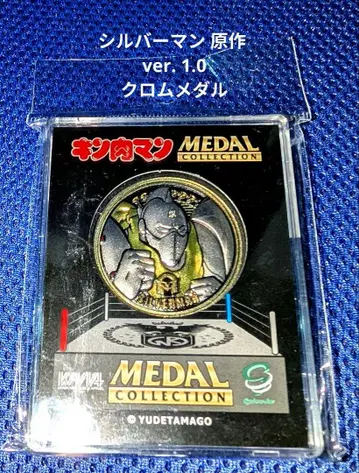 シルバーマン 原作
ver. 1.0
クロムメダル
キン肉マン MEDAL
COLLECTION
MEDAL
COLLECTION
© YUDETAMAGO